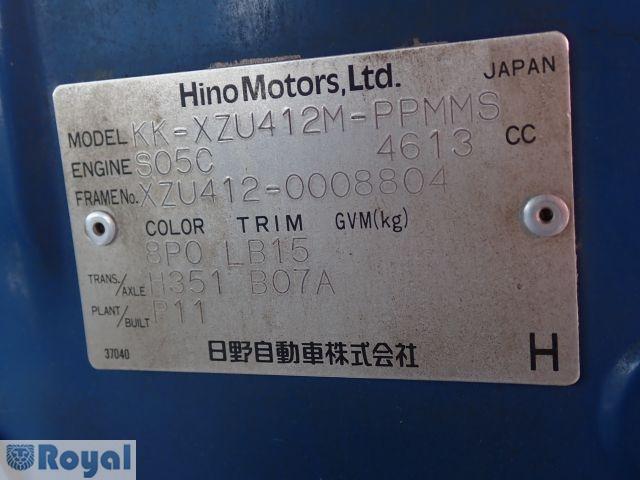 Hino Motors, Ltd. JAPAN
MODEL KK-XZU412M-PPMMS
ENGINE S05C 4613 CC
FRAME No. XZU412-0008804
COLOR TRIM GVM(kg)
8P0 LB15
TRANS./AXLE H351 B07A
PLANT/BUILT P11
37040 日野自動車株式会社 H
Royal